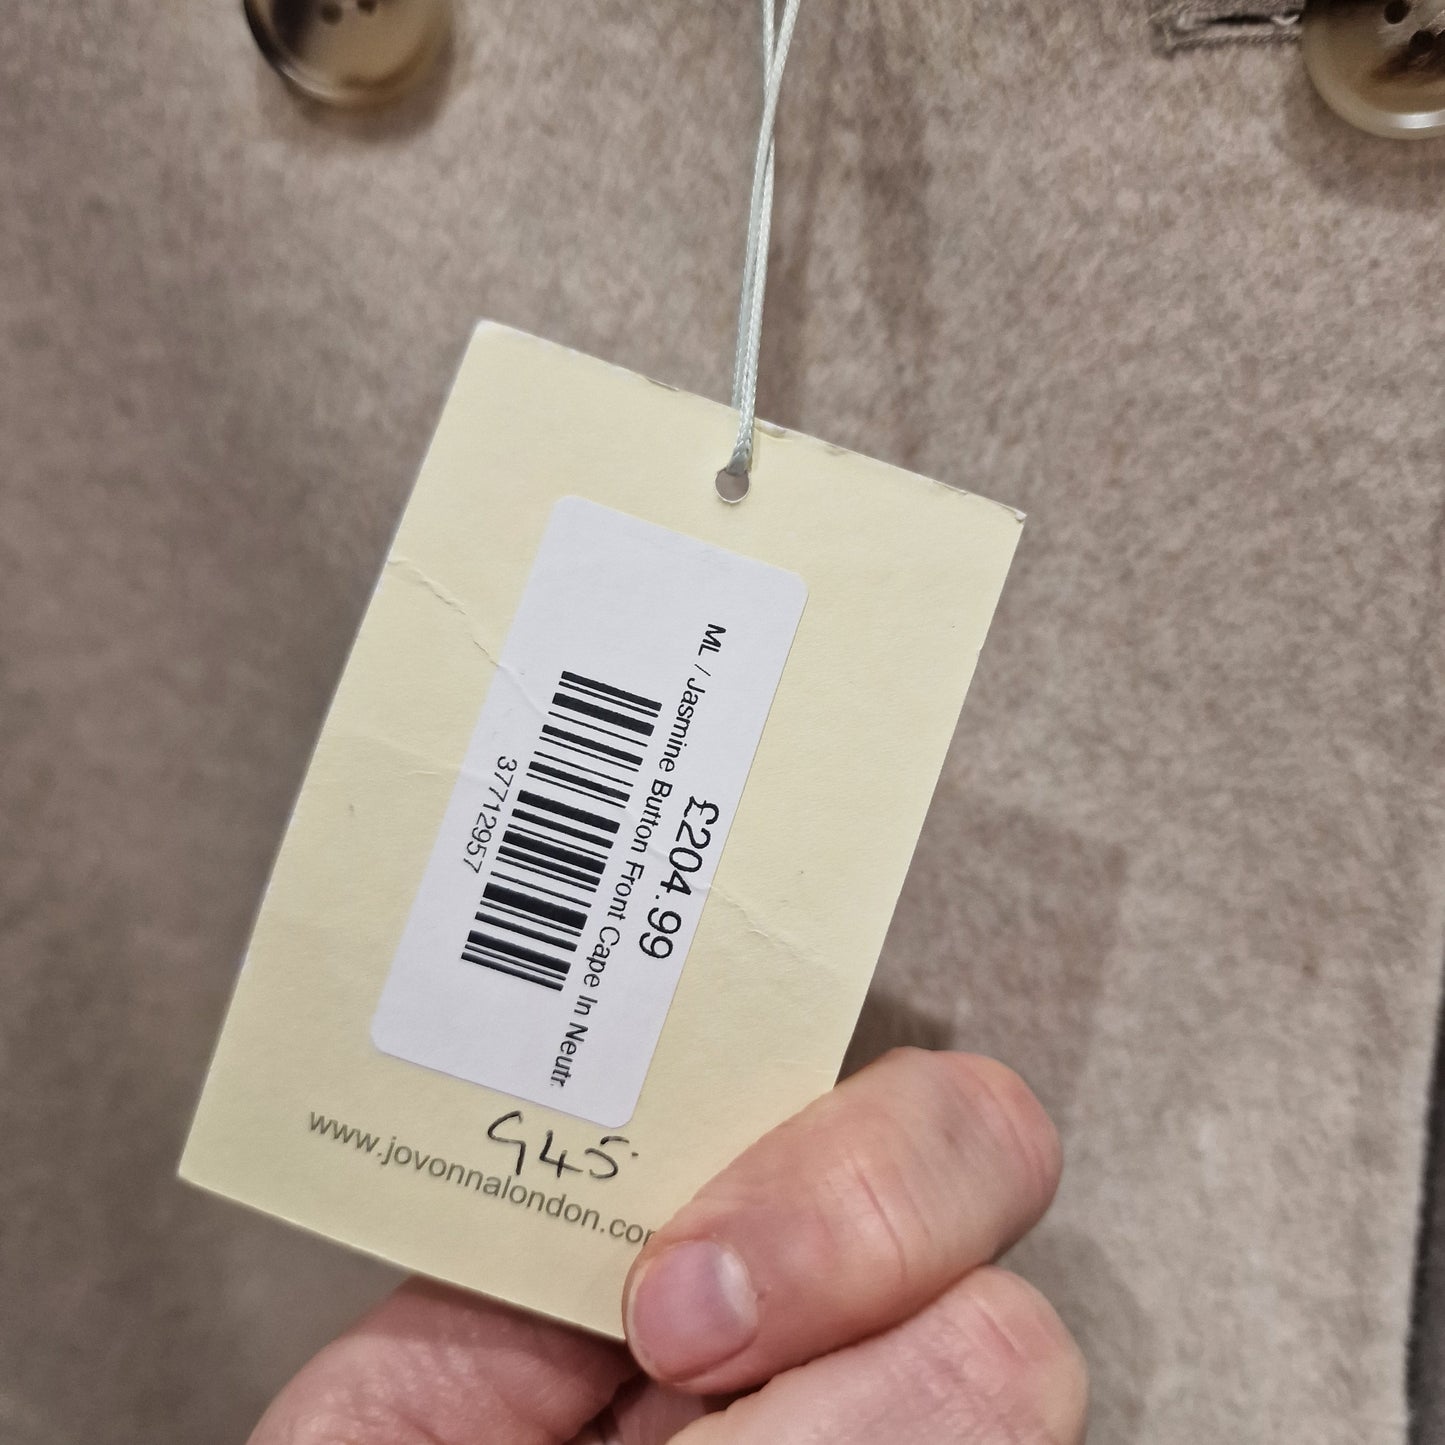 £204.99
ML / Jasmine Button Front Cape In Neutr.
37712957
G45.
www.jovonnalondon.co